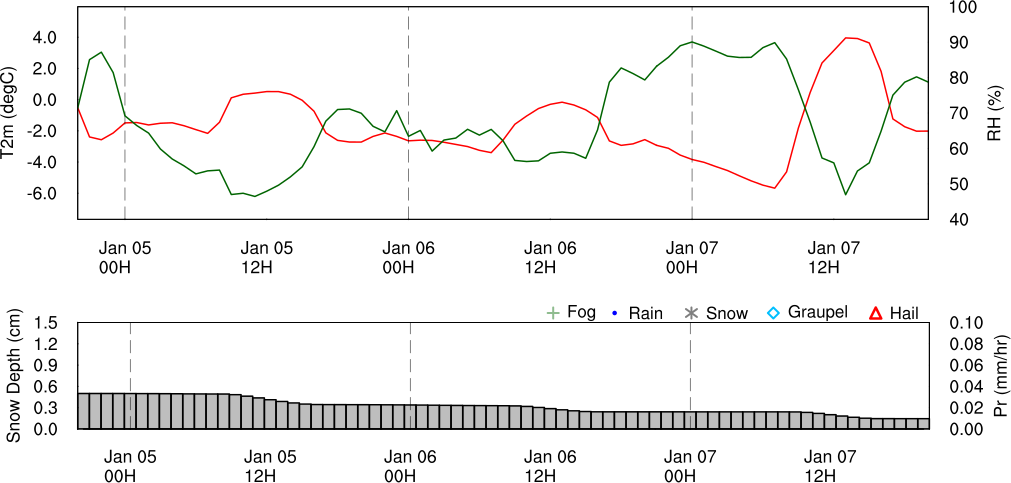 100
4.0
90
2.0
80
0.0
70
-2.0
60
-4.0
50
-6.0
40
T2m (degC)
RH (%)
Jan 05 Jan 05 Jan 06 Jan 06 Jan 07 Jan 07
00H 12H 00H 12H 00H 12H
Fog Rain Snow Graupel Hail
1.5 0.10
1.2 0.08
0.9 0.06
0.6 0.04
0.3 0.02
0.0 0.00
Snow Depth (cm)
Pr (mm/hr)
Jan 05 Jan 05 Jan 06 Jan 06 Jan 07 Jan 07
00H 12H 00H 12H 00H 12H